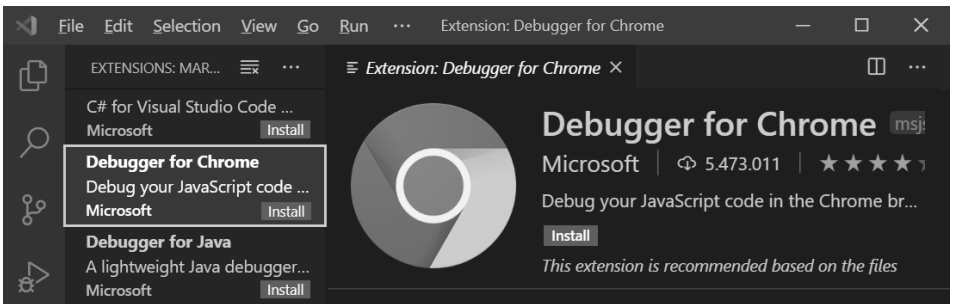 File Edit Selection View Go Run ··· Extension: Debugger for Chrome
EXTENSIONS: MAR... ···
Extension: Debugger for Chrome ···
C# for Visual Studio Code ...
Microsoft Install
Debugger for Chrome
Debug your JavaScript code ...
Microsoft Install
Debugger for Java
A lightweight Java debugger...
Microsoft Install
Debugger for Chrome
Microsoft | 5.473.011 |
Debug your JavaScript code in the Chrome br...
Install
This extension is recommended based on the files